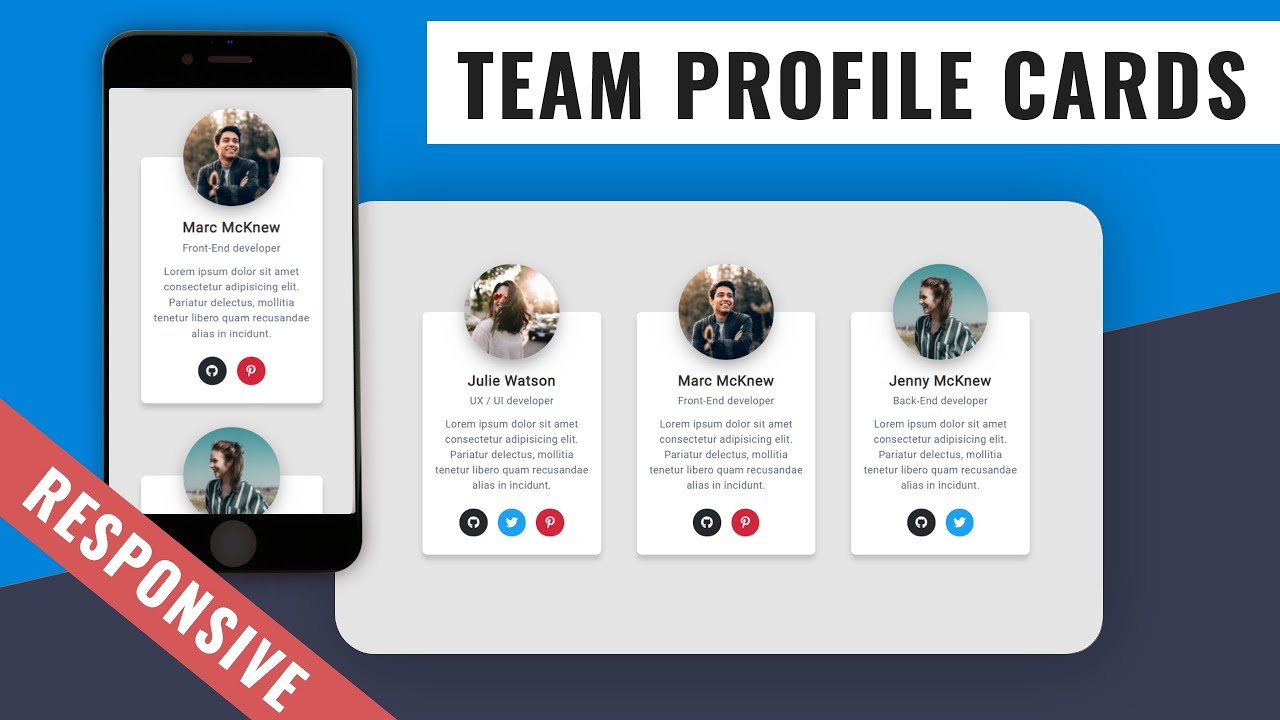 TEAM PROFILE CARDS
Marc McKnew
Front-End developer
Lorem ipsum dolor sit amet
consectetur adipisicing elit.
Pariatur delectus, mollitia
tenetur libero quam recusandae
alias in incidunt.
Julie Watson
UX / UI developer
Lorem ipsum dolor sit amet
consectetur adipisicing elit.
Pariatur delectus, mollitia
tenetur libero quam recusandae
alias in incidunt.
Marc McKnew
Front-End developer
Lorem ipsum dolor sit amet
consectetur adipisicing elit.
Pariatur delectus, mollitia
tenetur libero quam recusandae
alias in incidunt.
Jenny McKnew
Back-End developer
Lorem ipsum dolor sit amet
consectetur adipisicing elit.
Pariatur delectus, mollitia
tenetur libero quam recusandae
alias in incidunt.
RESPONSIVE